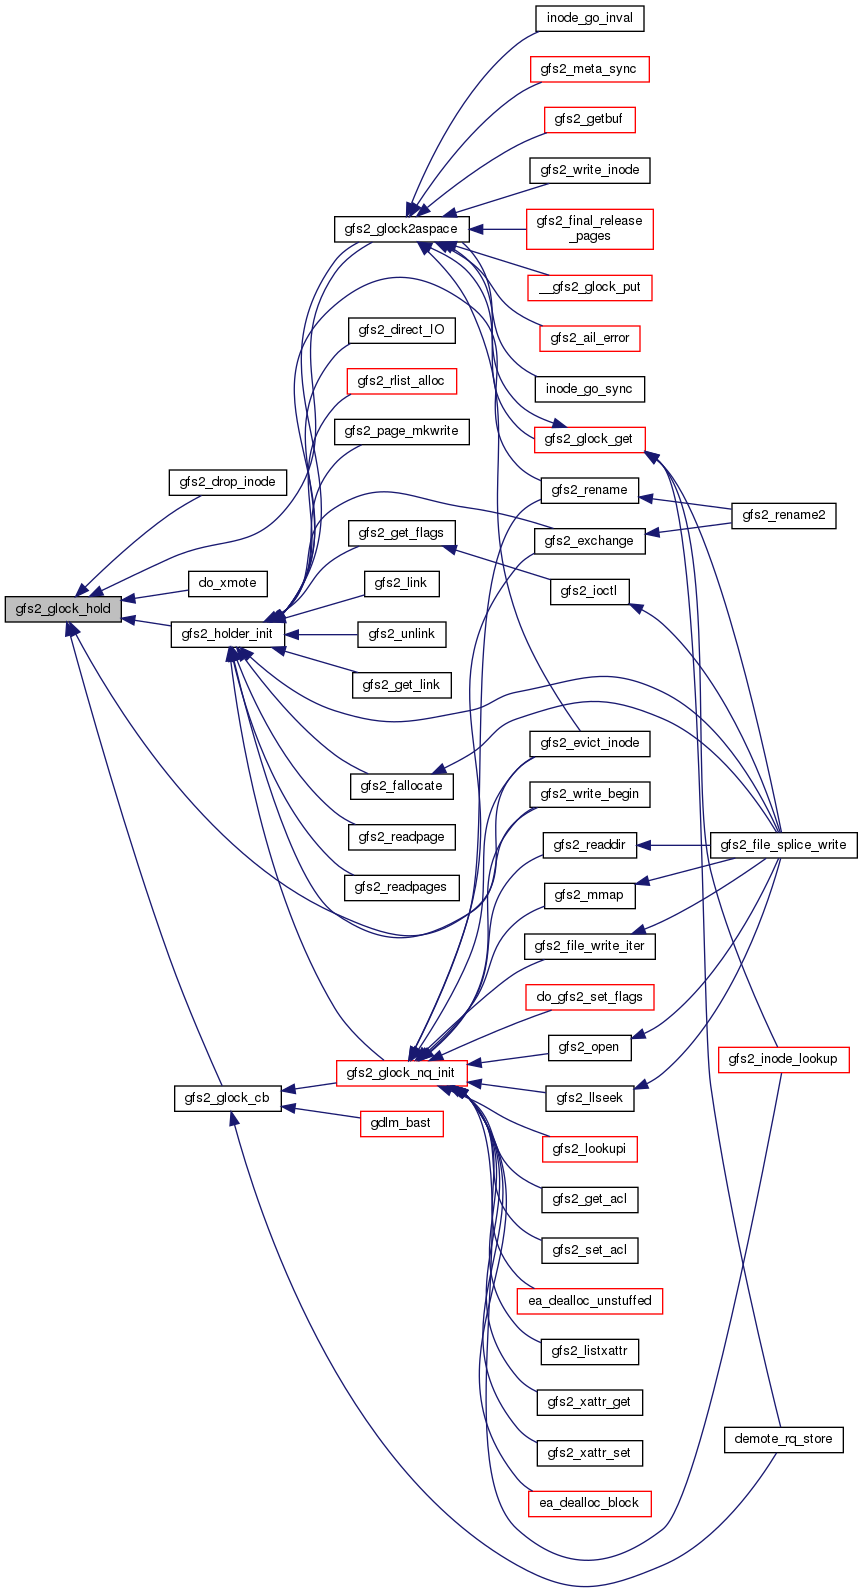 inode_go_inval
gfs2_meta_sync
gfs2_getbuf
gfs2_write_inode
gfs2_final_release
_pages
gfs2_glock2aspace
__gfs2_glock_put
gfs2_direct_IO
gfs2_ail_error
gfs2_rlist_alloc
inode_go_sync
gfs2_page_mkwrite
gfs2_glock_get
gfs2_drop_inode
gfs2_rename
gfs2_rename2
gfs2_get_flags
gfs2_exchange
do_xmote
gfs2_link
gfs2_ioctl
gfs2_glock_hold
gfs2_holder_init
gfs2_unlink
gfs2_get_link
gfs2_evict_inode
gfs2_fallocate
gfs2_write_begin
gfs2_readpage
gfs2_readdir
gfs2_file_splice_write
gfs2_readpages
gfs2_mmap
gfs2_file_write_iter
do_gfs2_set_flags
gfs2_open
gfs2_inode_lookup
gfs2_glock_nq_init
gfs2_glock_cb
gfs2_llseek
gdlm_bast
gfs2_lookupi
gfs2_get_acl
gfs2_set_acl
ea_dealloc_unstuffed
gfs2_listxattr
gfs2_xattr_get
demote_rq_store
gfs2_xattr_set
ea_dealloc_block